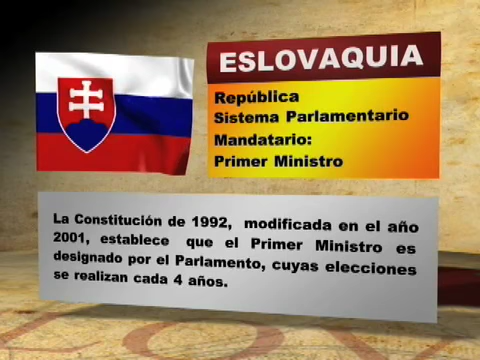 ESLOVAQUIA
República
Sistema Parlamentario
Mandatario:
Primer Ministro
La Constitución de 1992, modificada en el año
2001, establece que el Primer Ministro es
designado por el Parlamento, cuyas elecciones
se realizan cada 4 años.